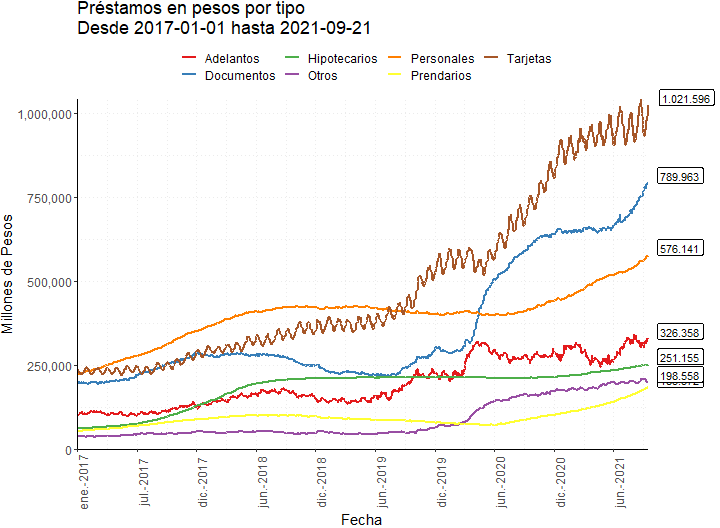 Préstamos en pesos por tipo
Desde 2017-01-01 hasta 2021-09-21
Adelantos Hipotecarios Personales Tarjetas
Documentos Otros Prendarios
1.021.596
1,000,000
789.963
750,000
576.141
500,000
326.358
251.155
250,000
198.558
0
Millones de Pesos
ene.-2017
jul.-2017
dic.-2017
jun.-2018
dic.-2018
jun.-2019
dic.-2019
jun.-2020
dic.-2020
jun.-2021
Fecha